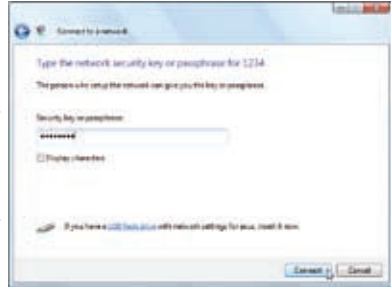 Connect to a network
Type the network security key or passphrase for 1234
The person who setup the network can give you the key or passphrase.
Security key or passphrase:
••••••••
Display characters
If you have a USB flash drive with network settings for 1234, insert it now.
Connect
Cancel